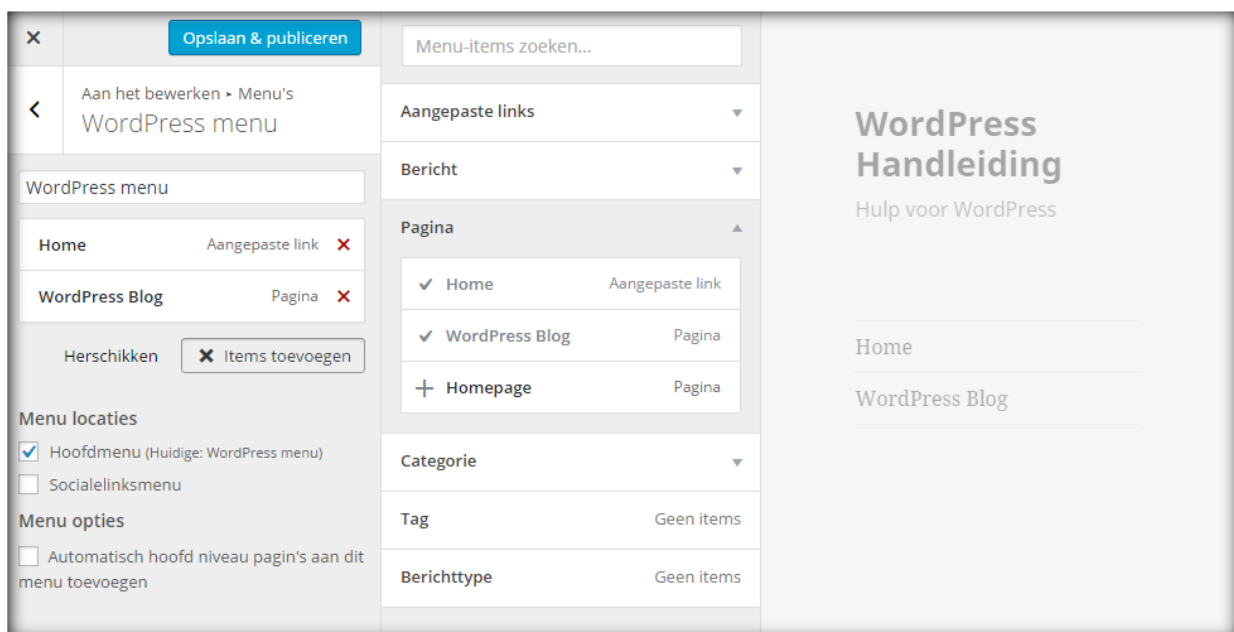 Opslaan & publiceren
Aan het bewerken ▸ Menu's
WordPress menu
WordPress menu
Home Aangepaste link
WordPress Blog Pagina
Herschikken Items toevoegen
Menu locaties
Hoofdmenu (Huidige: WordPress menu)
Socialelinksmenu
Menu opties
Automatisch hoofd niveau pagin's aan dit
menu toevoegen
Menu-items zoeken...
Aangepaste links
Bericht
Pagina
Home Aangepaste link
WordPress Blog Pagina
Homepage Pagina
Categorie
Tag Geen items
Berichttype Geen items
WordPress
Handleiding
Hulp voor WordPress
Home
WordPress Blog